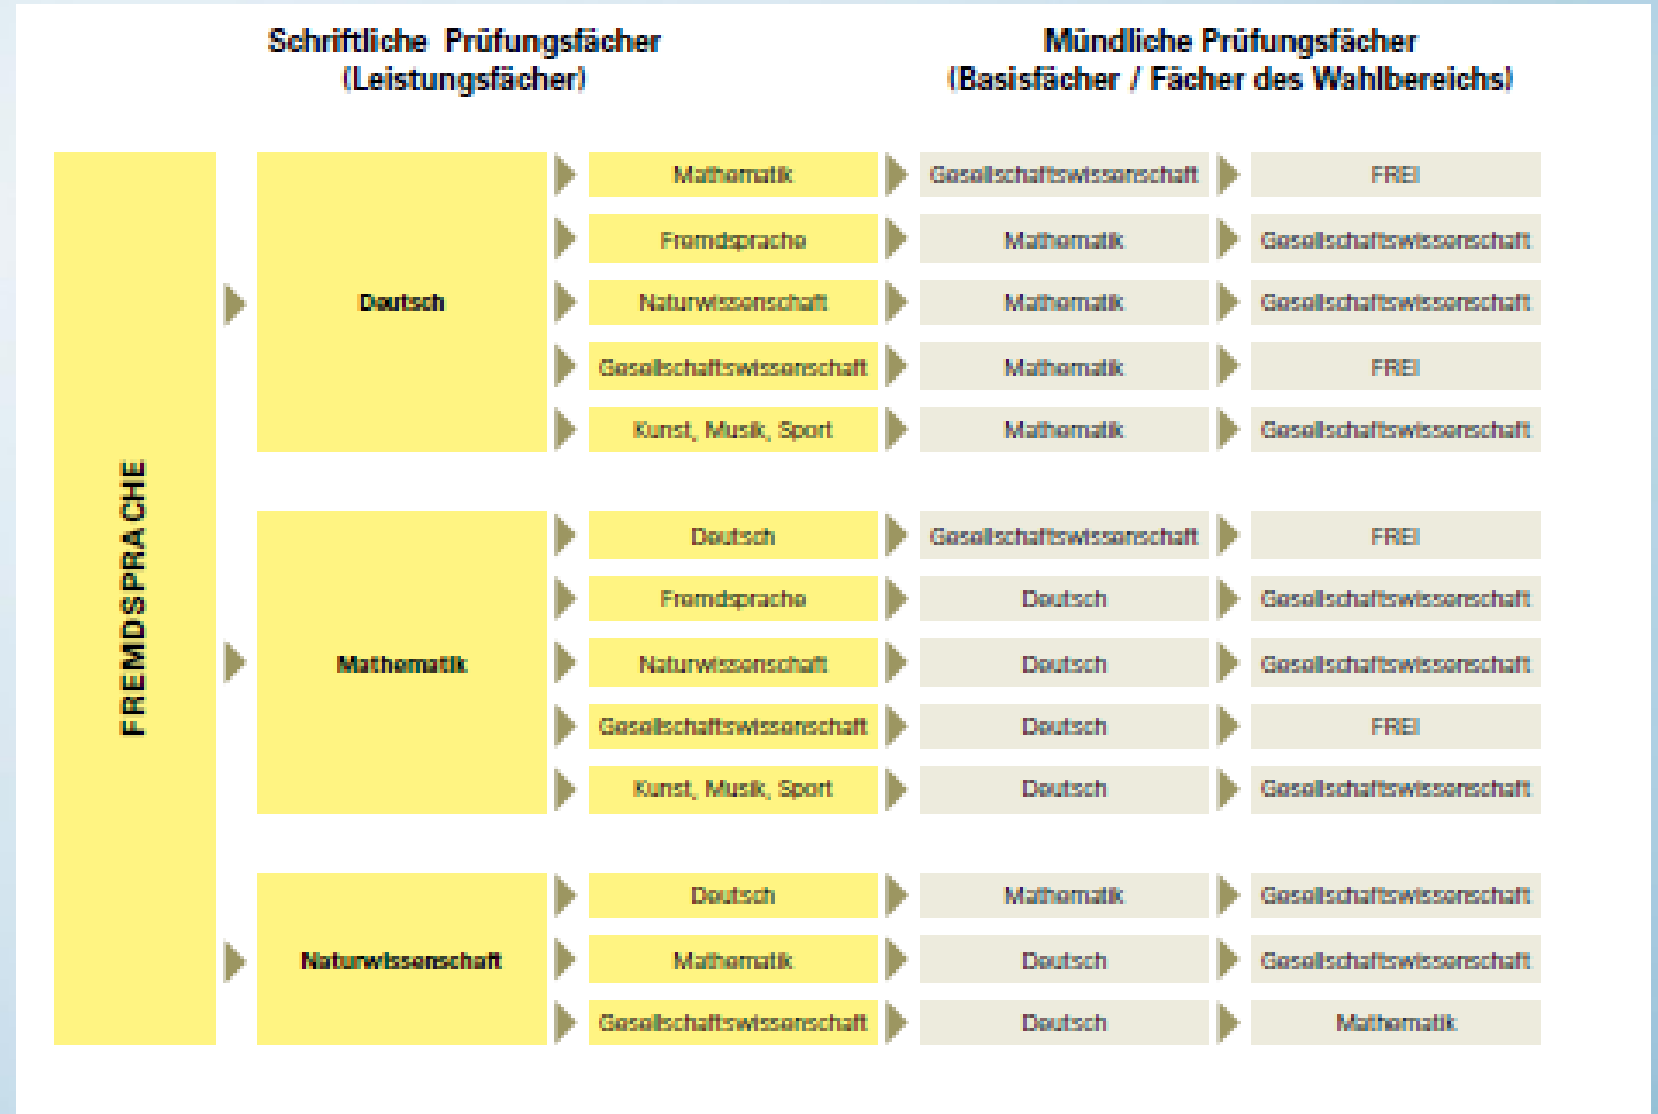 Schriftliche Prüfungsfächer
(Leistungsfächer)
Mündliche Prüfungsfächer
(Basisfächer / Fächer des Wahlbereichs)
FREMDSPRACHE
Deutsch
Mathematik Gesellschaftswissenschaft FREI
Fremdsprache Mathematik Gesellschaftswissenschaft
Naturwissenschaft Mathematik Gesellschaftswissenschaft
Gesellschaftswissenschaft Mathematik FREI
Kunst, Musik, Sport Mathematik Gesellschaftswissenschaft
Mathematik
Deutsch Gesellschaftswissenschaft FREI
Fremdsprache Deutsch Gesellschaftswissenschaft
Naturwissenschaft Deutsch Gesellschaftswissenschaft
Gesellschaftswissenschaft Deutsch FREI
Kunst, Musik, Sport Deutsch Gesellschaftswissenschaft
Naturwissenschaft
Deutsch Mathematik Gesellschaftswissenschaft
Mathematik Deutsch Gesellschaftswissenschaft
Gesellschaftswissenschaft Deutsch Mathematik